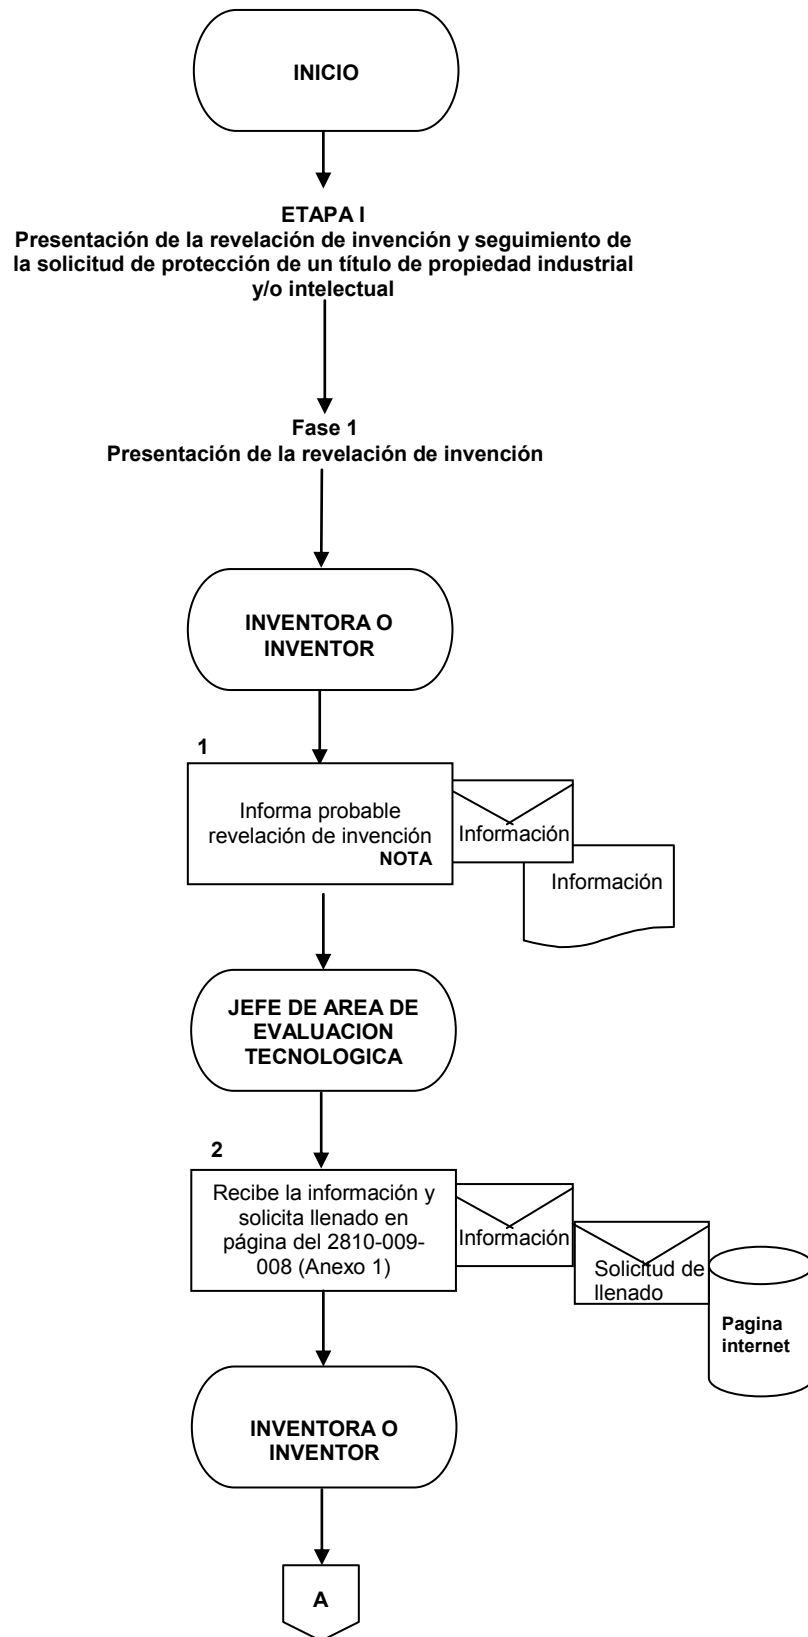 INICIO
ETAPA I
Presentación de la revelación de invención y seguimiento de
la solicitud de protección de un título de propiedad industrial
y/o intelectual
Fase 1
Presentación de la revelación de invención
INVENTORA O
INVENTOR
1
Informa probable
revelación de invención
NOTA
Información
Información
JEFE DE AREA DE
EVALUACION
TECNOLOGICA
2
Recibe la información y
solicita llenado en
página del 2810-009-
008 (Anexo 1)
Información
Solicitud de
llenado
Pagina
internet
INVENTORA O
INVENTOR
A